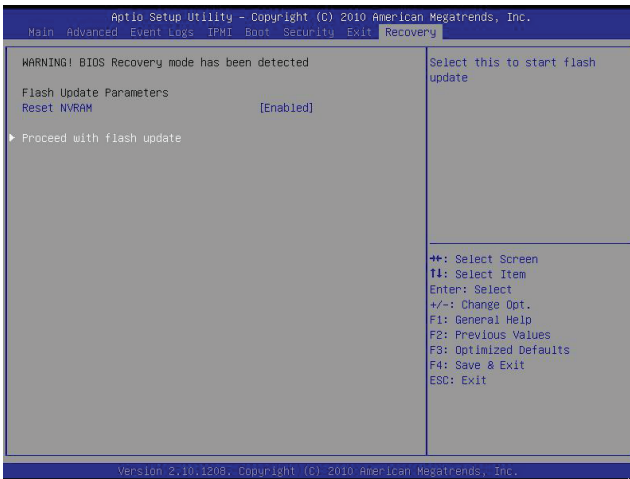 Aptio Setup Utility - Copyright (C) 2010 American Megatrends, Inc.
Main Advanced Event Logs IPMI Boot Security Exit Recovery
WARNING! BIOS Recovery mode has been detected
Flash Update Parameters
Reset NVRAM [Enabled]
▶ Proceed with flash update
Select this to start flash
update
→←: Select Screen
↑↓: Select Item
Enter: Select
+/-: Change Opt.
F1: General Help
F2: Previous Values
F3: Optimized Defaults
F4: Save & Exit
ESC: Exit
Version 2.10.1208. Copyright (C) 2010 American Megatrends, Inc.